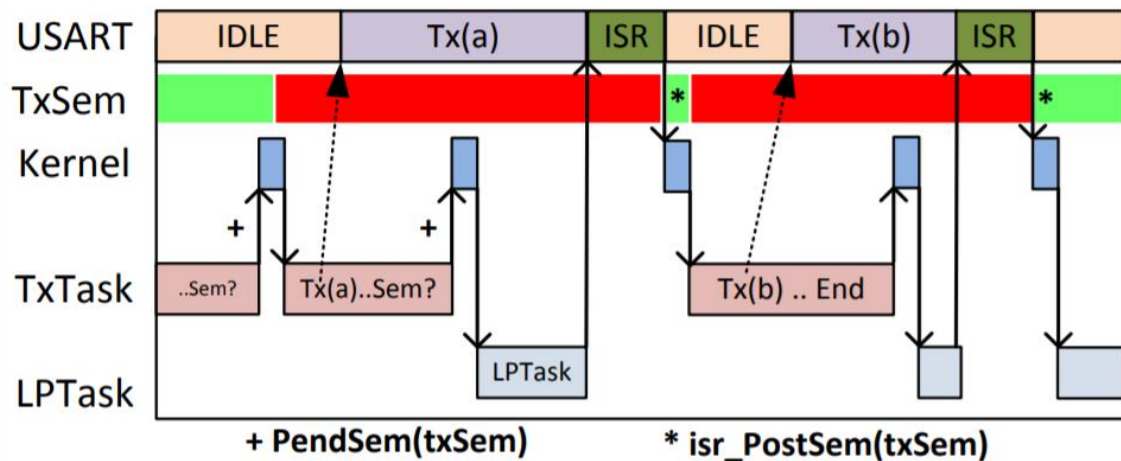 USART IDLE Tx(a) ISR IDLE Tx(b) ISR
TxSem * *
Kernel
+ +
TxTask ..Sem? Tx(a)..Sem? Tx(b) .. End
LPTask LPTask
+ PendSem(txSem) * isr_PostSem(txSem)